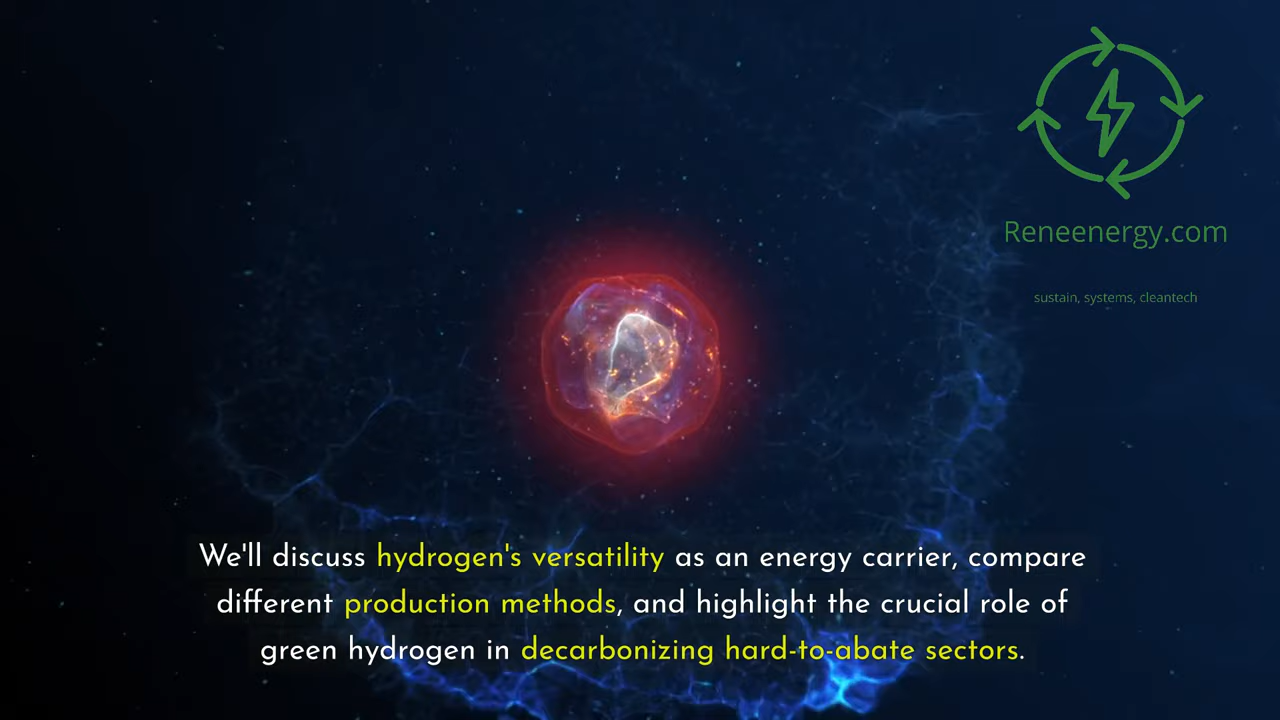 Reneenergy.com
sustain, systems, cleantech
We'll discuss hydrogen's versatility as an energy carrier, compare
different production methods, and highlight the crucial role of
green hydrogen in decarbonizing hard-to-abate sectors.